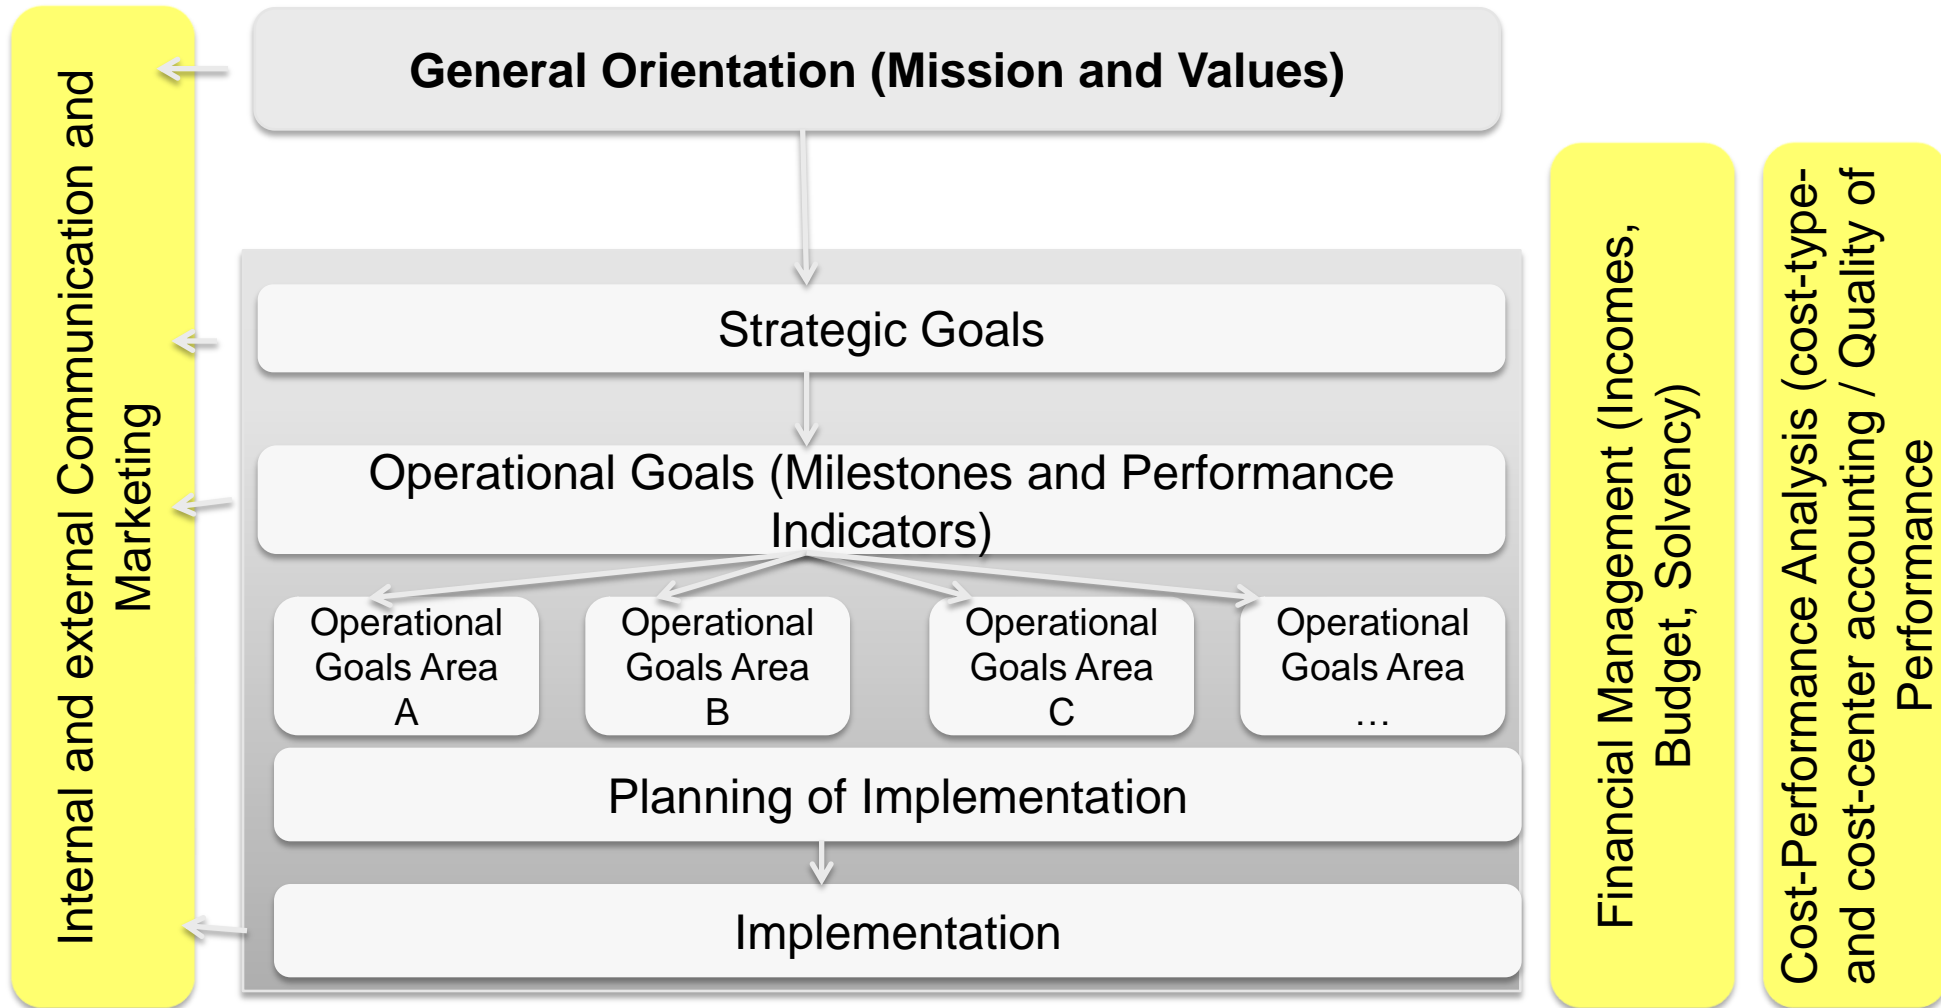 Internal and external Communication and
Marketing
General Orientation (Mission and Values)
Strategic Goals
Operational Goals (Milestones and Performance
Indicators)
Operational
Goals Area
A
Operational
Goals Area
B
Operational
Goals Area
C
Operational
Goals Area
…
Planning of Implementation
Implementation
Financial Management (Incomes,
Budget, Solvency)
Cost-Performance Analysis (cost-type-
and cost-center accounting / Quality of
Performance